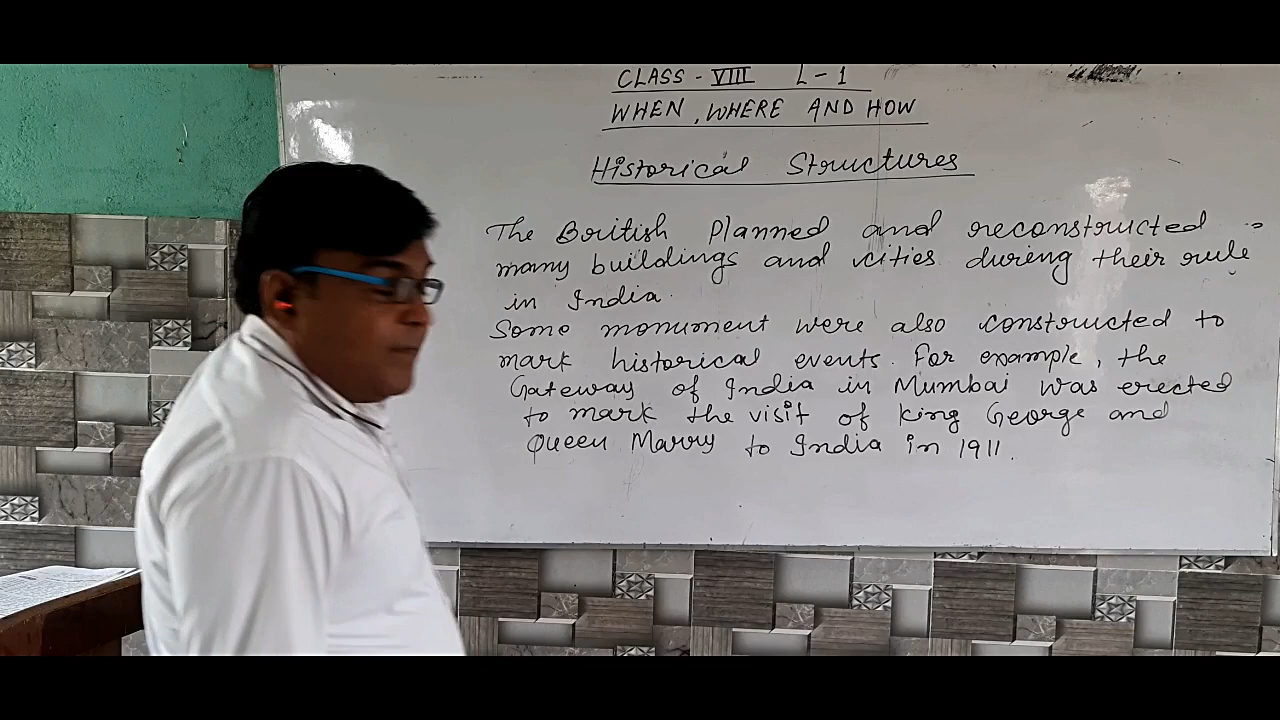 CLASS - VIII L - 1
WHEN, WHERE AND HOW
Historical Structures
The British planned and reconstructed
many buildings and cities during their rule
in India.
Some monument were also constructed to
mark historical events. For example, the
Gateway of India in Mumbai was erected
to mark the visit of King George and
Queen Marry to India in 1911.